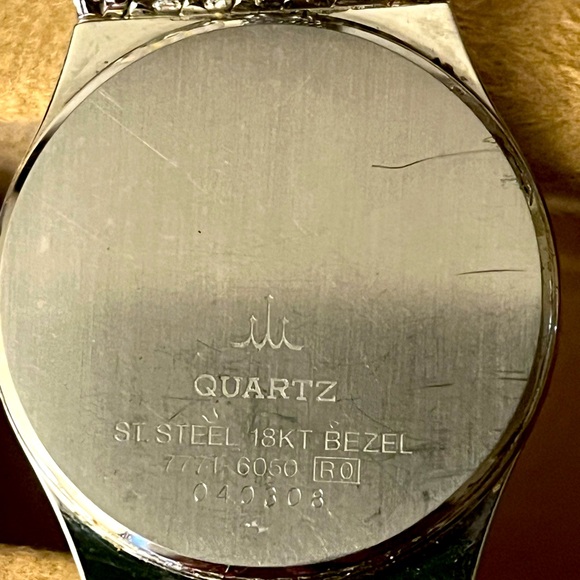 QUARTZ
ST. STEEL 18KT BEZEL
7771-6050 R0
040308